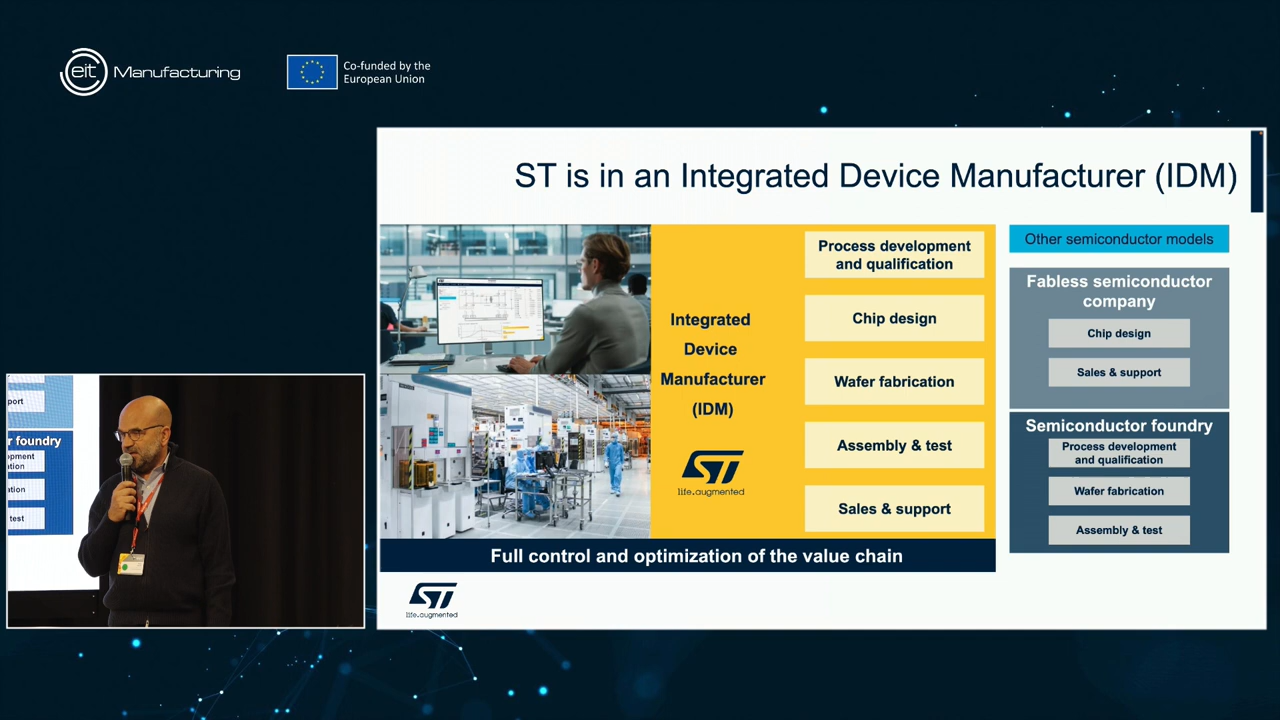 eit Manufacturing
Co-funded by the
European Union
ST is in an Integrated Device Manufacturer (IDM)
Integrated
Device
Manufacturer
(IDM)
ST
life.augmented
Process development
and qualification
Chip design
Wafer fabrication
Assembly & test
Sales & support
Full control and optimization of the value chain
Other semiconductor models
Fabless semiconductor
company
Chip design
Sales & support
Semiconductor foundry
Process development
and qualification
Wafer fabrication
Assembly & test
ST
life.augmented
port
r foundry
opment
ation
ation
test